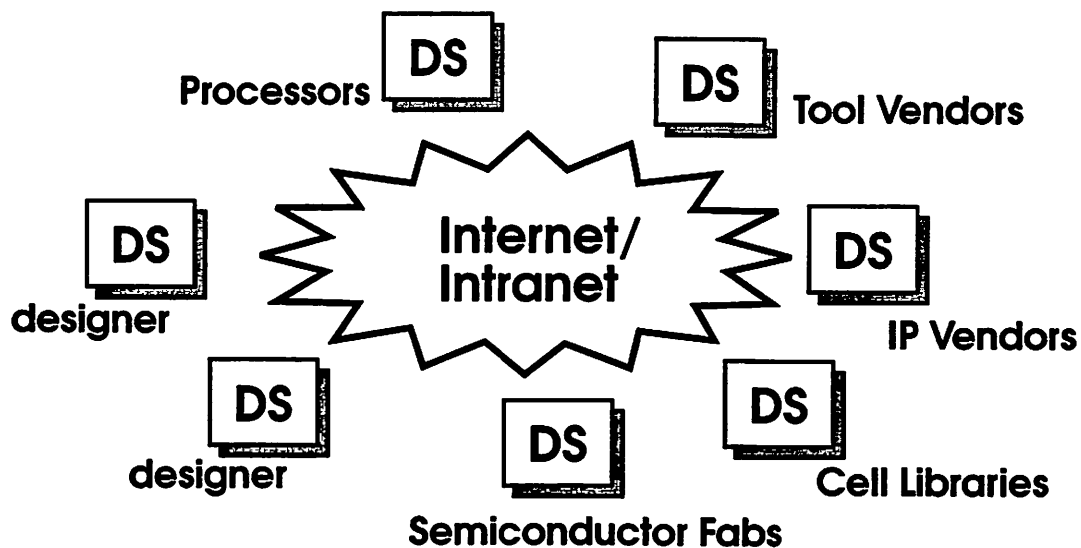 DS
Processors
DS
Tool Vendors
DS
designer
Internet/
Intranet
DS
IP Vendors
DS
designer
DS
Semiconductor Fabs
DS
Cell Libraries